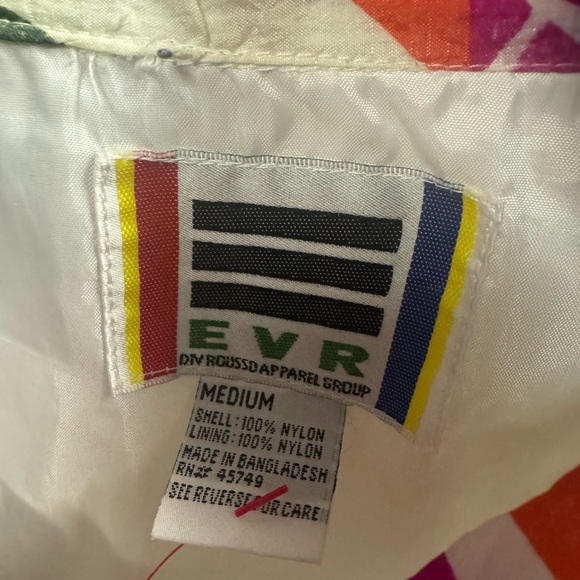 EVR
DIV ROUSSO APPAREL GROUP
MEDIUM
SHELL: 100% NYLON
LINING: 100% NYLON
MADE IN BANGLADESH
RN# 45749
SEE REVERSE FOR CARE